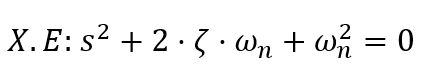 X.E: s² + 2 · ζ · ωₙ + ωₙ² = 0